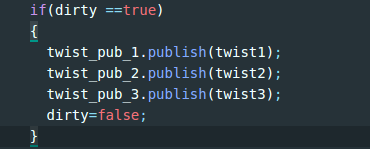 if(dirty ==true)
{
twist_pub_1.publish(twist1);
twist_pub_2.publish(twist2);
twist_pub_3.publish(twist3);
dirty=false;
}